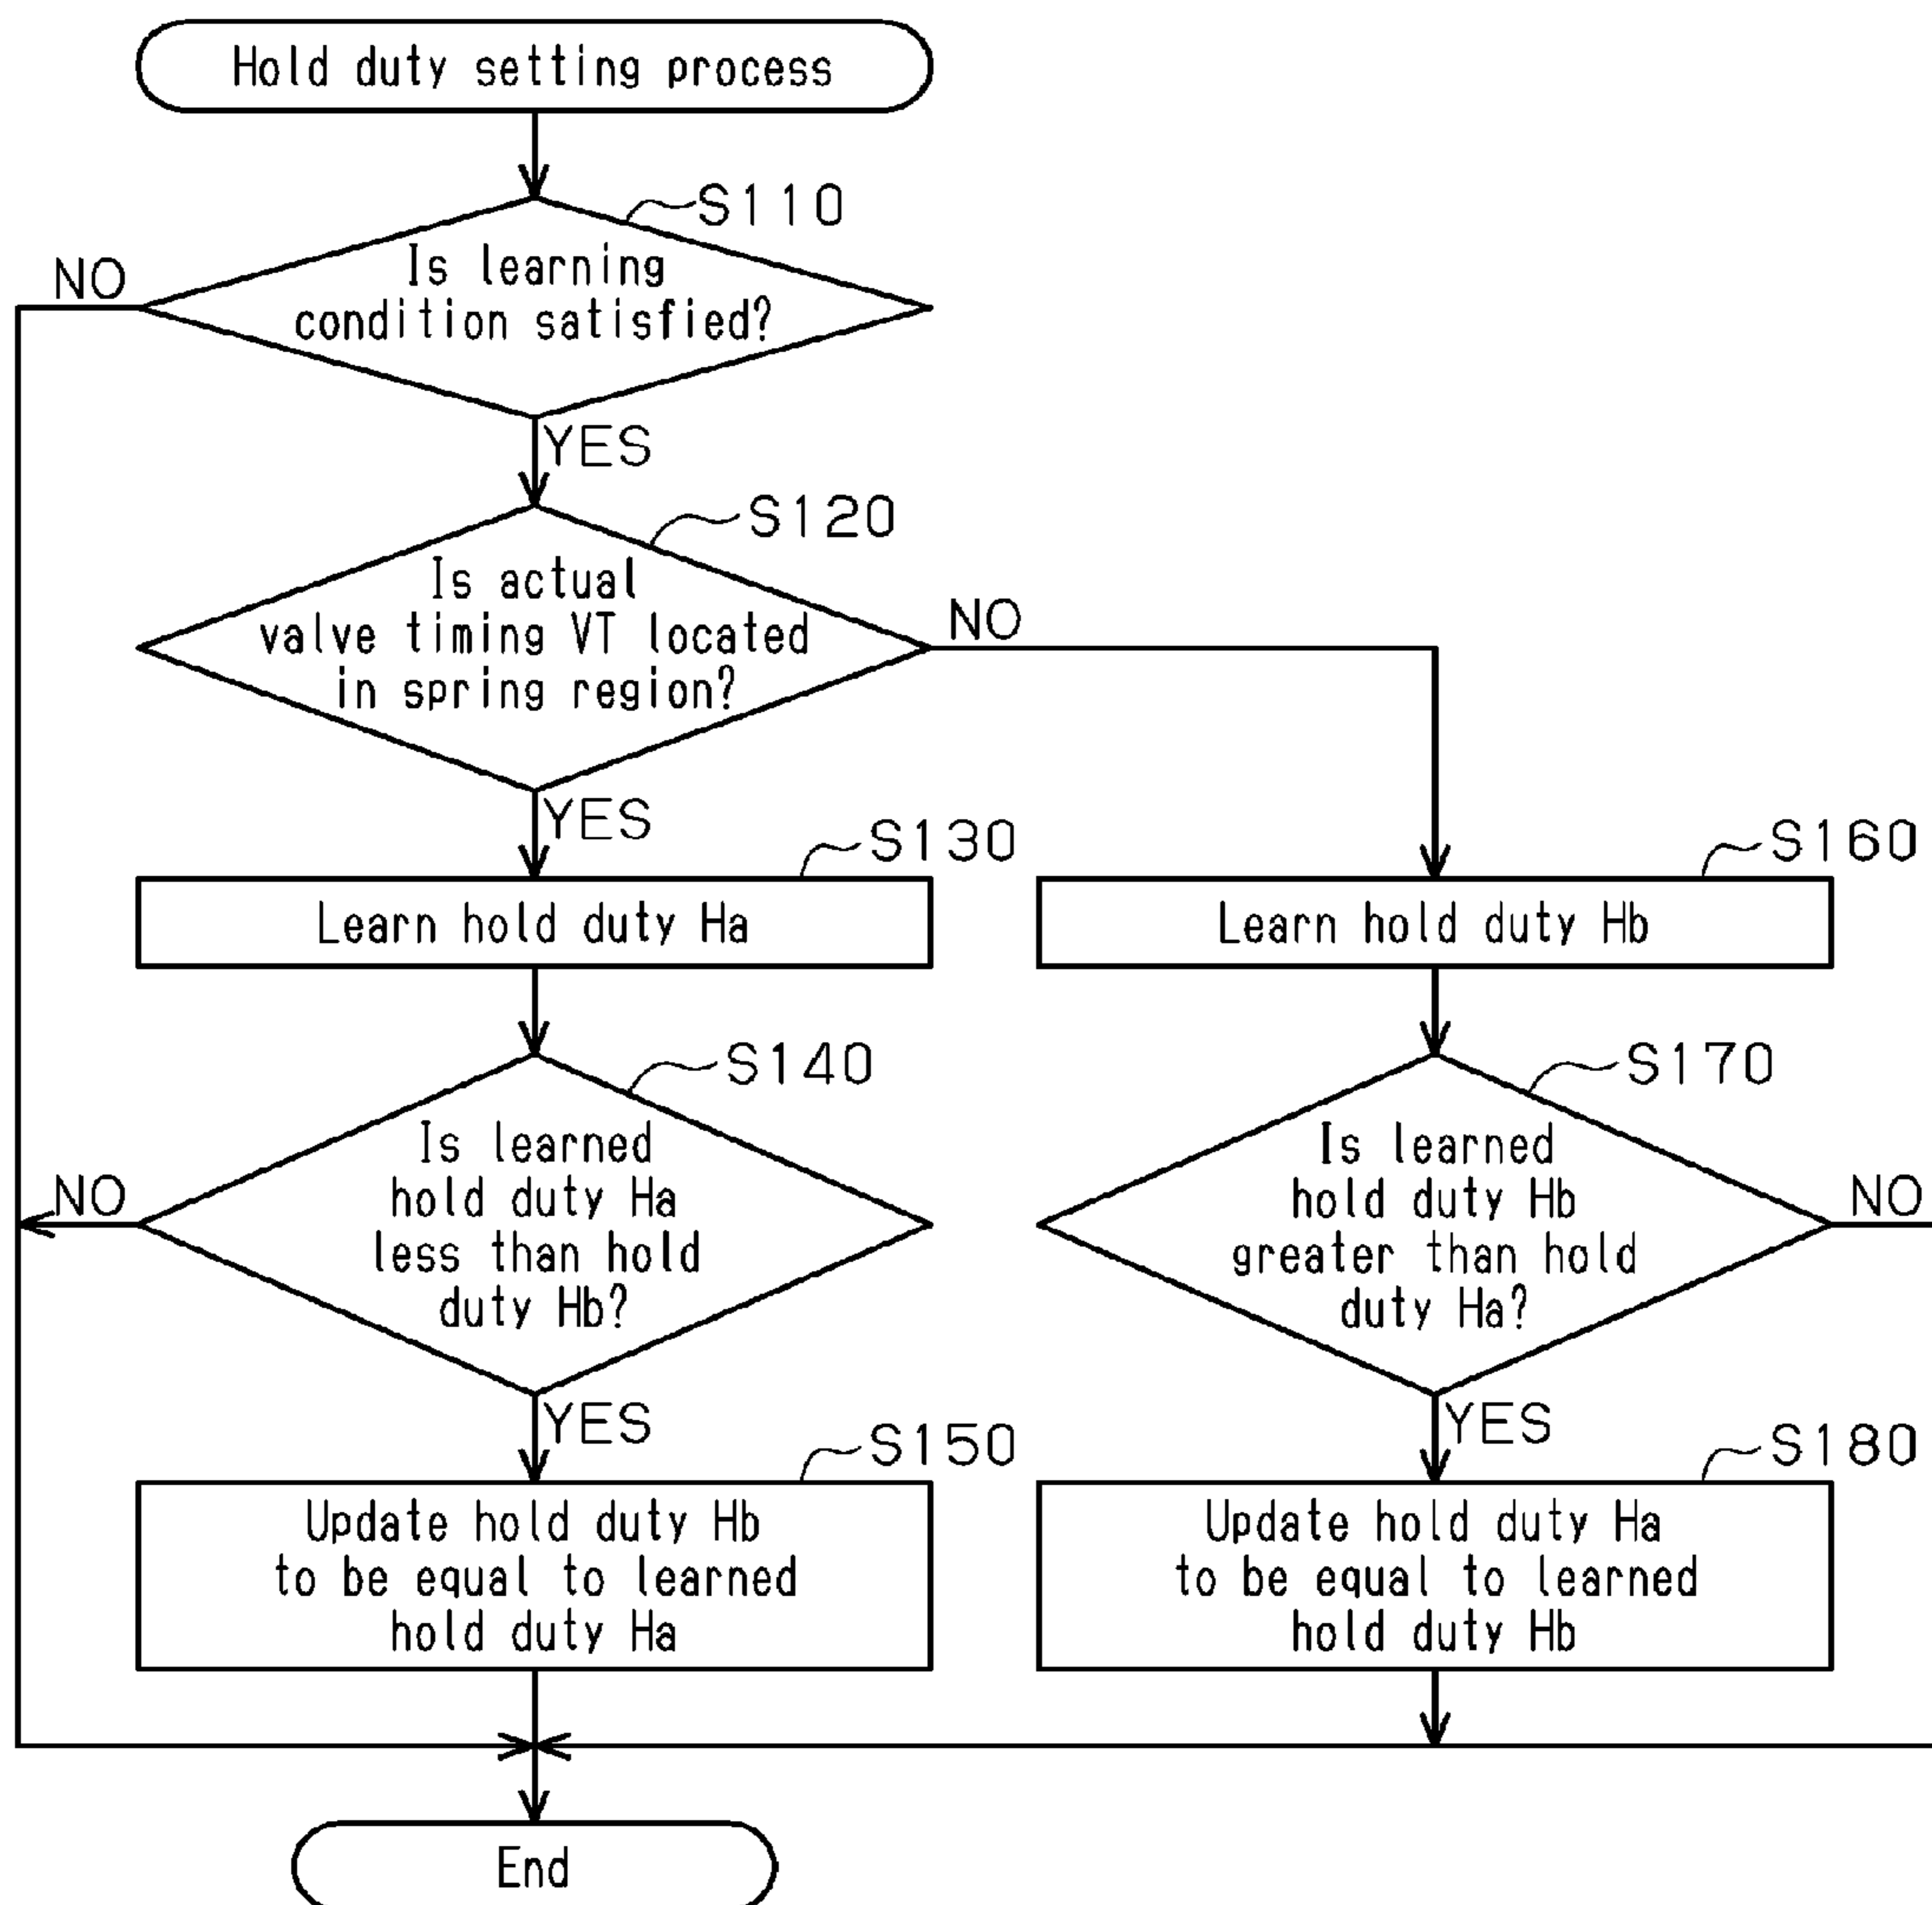 Hold duty setting process
S110
NO
Is learning
condition satisfied?
YES
S120
Is actual
valve timing VT located
in spring region?
NO
YES
S130
Learn hold duty Ha
S160
Learn hold duty Hb
S140
Is learned
hold duty Ha
less than hold
duty Hb?
NO
YES
S170
Is learned
hold duty Hb
greater than hold
duty Ha?
NO
YES
S150
Update hold duty Hb
to be equal to learned
hold duty Ha
S180
Update hold duty Ha
to be equal to learned
hold duty Hb
End